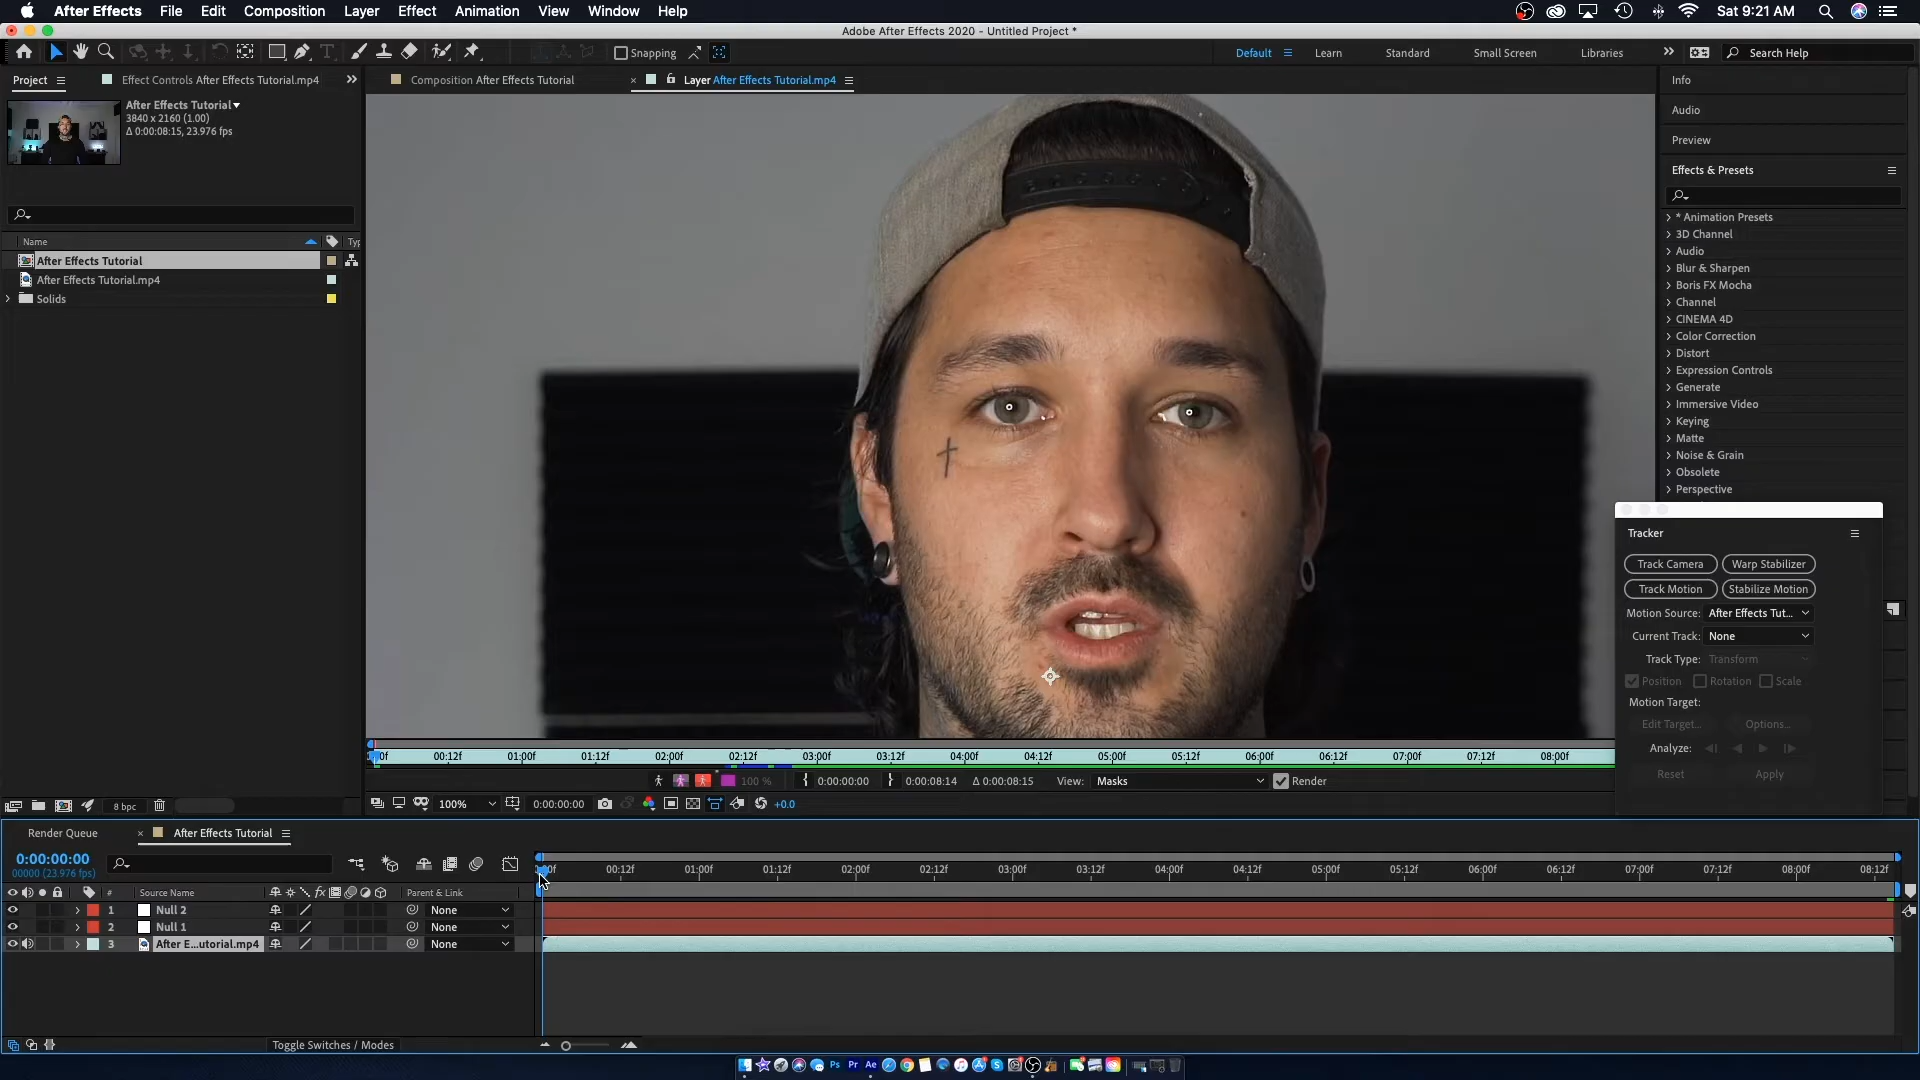 After Effects File Edit Composition Layer Effect Animation View Window Help Sat 9:21 AM
Adobe After Effects 2020 - Untitled Project *
Snapping Default Learn Standard Small Screen Libraries Search Help
Project Effect Controls After Effects Tutorial.mp4 Composition After Effects Tutorial Layer After Effects Tutorial.mp4 Info
After Effects Tutorial
3840 x 2160 (1.00)
Δ 0:00:08:15, 23.976 fps
Audio
Preview
Effects & Presets
Name Typ
After Effects Tutorial
After Effects Tutorial.mp4
Solids
* Animation Presets
3D Channel
Audio
Blur & Sharpen
Boris FX Mocha
Channel
CINEMA 4D
Color Correction
Distort
Expression Controls
Generate
Immersive Video
Keying
Matte
Noise & Grain
Obsolete
Perspective
Tracker
Track Camera Warp Stabilizer
Track Motion Stabilize Motion
Motion Source: After Effects Tut...
Current Track: None
Track Type: Transform
Position Rotation Scale
Motion Target:
Edit Target... Options...
Analyze:
Reset Apply
00:12f 01:00f 01:12f 02:00f 02:12f 03:00f 03:12f 04:00f 04:12f 05:00f 05:12f 06:00f 06:12f 07:00f 07:12f 08:00f
100 % 0:00:00:00 0:00:08:14 Δ 0:00:08:15 View: Masks Render
8 bpc 100% 0:00:00:00 +0.0
Render Queue After Effects Tutorial
0:00:00:00
00000 (23.976 fps)
00:12f 01:00f 01:12f 02:00f 02:12f 03:00f 03:12f 04:00f 04:12f 05:00f 05:12f 06:00f 06:12f 07:00f 07:12f 08:00f 08:12f
# Source Name fx Parent & Link
1 Null 2 None
2 Null 1 None
3 After E...utorial.mp4 None
Toggle Switches / Modes
Ps Pr Ae